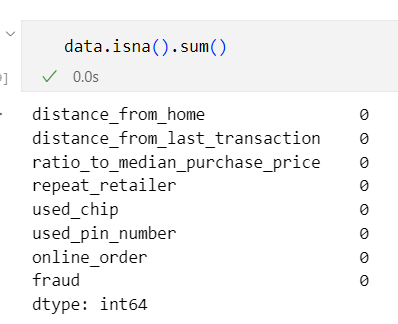 data.isna().sum()
0.0s
distance_from_home 0
distance_from_last_transaction 0
ratio_to_median_purchase_price 0
repeat_retailer 0
used_chip 0
used_pin_number 0
online_order 0
fraud 0
dtype: int64